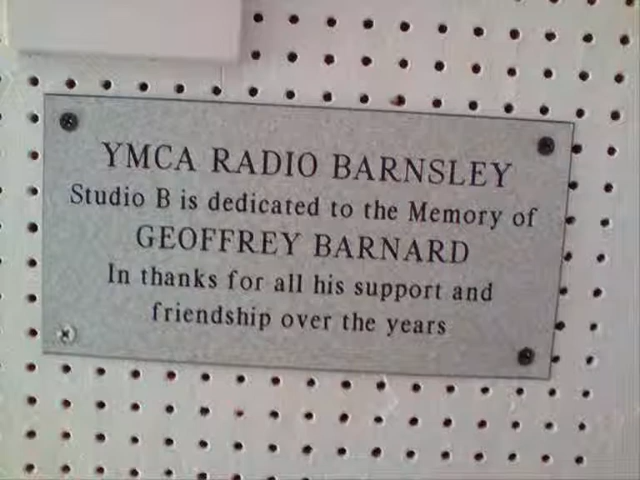 YMCA RADIO BARNSLEY
Studio B is dedicated to the Memory of
GEOFFREY BARNARD
In thanks for all his support and
friendship over the years